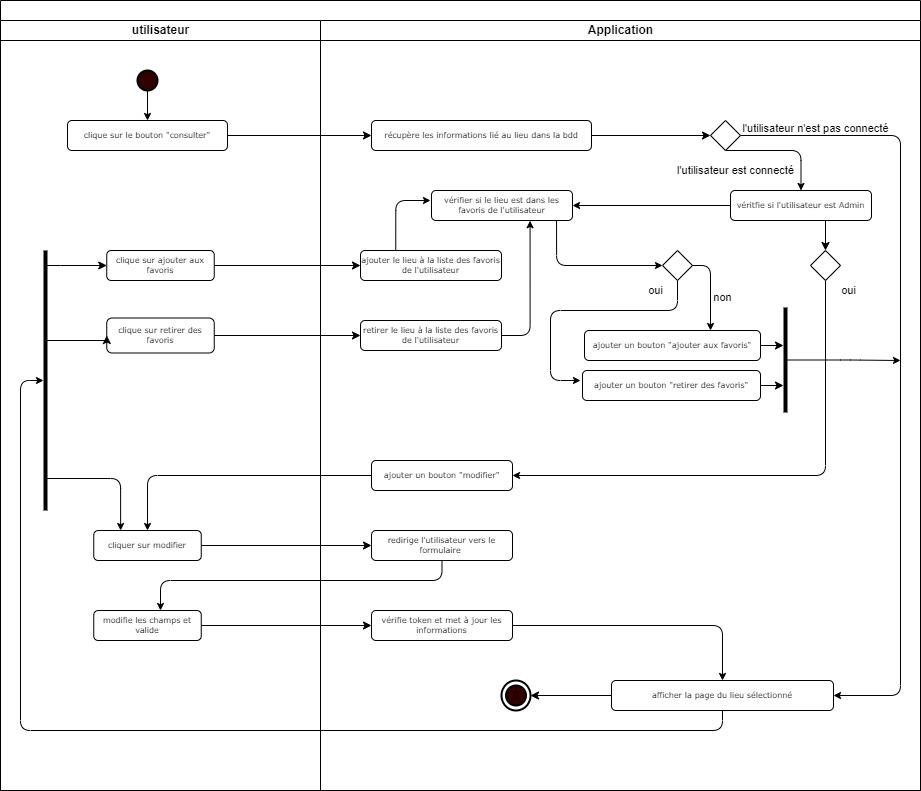 utilisateur
Application
clique sur le bouton "consulter"
récupère les informations lié au lieu dans la bdd
l'utilisateur n'est pas connecté
l'utilisateur est connecté
vérifier si le lieu est dans les
favoris de l'utilisateur
véritfie si l'utilisateur est Admin
clique sur ajouter aux
favoris
ajouter le lieu à la liste des favoris
de l'utilisateur
oui
non
oui
clique sur retirer des
favoris
retirer le lieu à la liste des favoris
de l'utilisateur
ajouter un bouton "ajouter aux favoris"
ajouter un bouton "retirer des favoris"
ajouter un bouton "modifier"
cliquer sur modifier
redirige l'utilisateur vers le
formulaire
modifie les champs et
valide
vérifie token et met à jour les
informations
afficher la page du lieu sélectionné